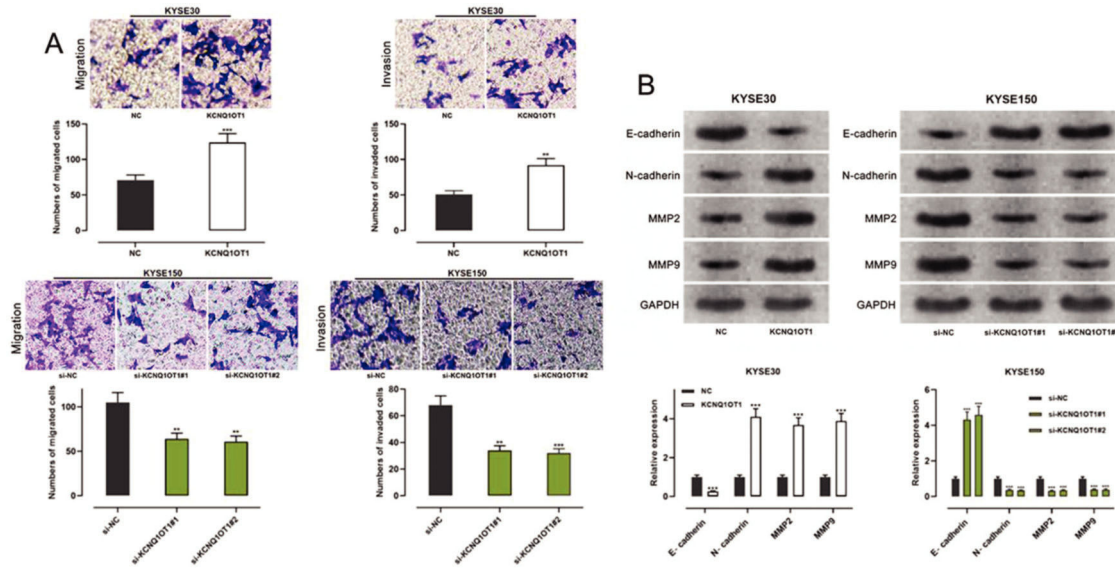 A
KYSE30
Migration
NC
KCNQ1OT1
Numbers of migrated cells
150
100
50
0
***
NC
KCNQ1OT1
KYSE30
Invasion
NC
KCNQ1OT1
Numbers of invaded cells
150
100
50
0
**
NC
KCNQ1OT1
KYSE150
Migration
si-NC
si-KCNQ1OT1#1
si-KCNQ1OT1#2
Numbers of migrated cells
100
50
0
**
**
si-NC
si-KCNQ1OT1#1
si-KCNQ1OT1#2
KYSE150
Invasion
si-NC
si-KCNQ1OT1#1
si-KCNQ1OT1#2
Numbers of invaded cells
80
60
40
20
0
**
***
si-NC
si-KCNQ1OT1#1
si-KCNQ1OT1#2
B
KYSE30
E-cadherin
N-cadherin
MMP2
MMP9
GAPDH
NC
KCNQ1OT1
KYSE150
E-cadherin
N-cadherin
MMP2
MMP9
GAPDH
si-NC
si-KCNQ1OT1#1
si-KCNQ1OT1#
KYSE30
NC
KCNQ1OT1
Relative expression
6
4
2
0
***
***
***
***
E- cadherin
N- cadherin
MMP2
MMP9
KYSE150
si-NC
si-KCNQ1OT1#1
si-KCNQ1OT1#2
Relative expression
6
4
2
0
***
***
***
***
***
***
***
***
E- cadherin
N- cadherin
MMP2
MMP9